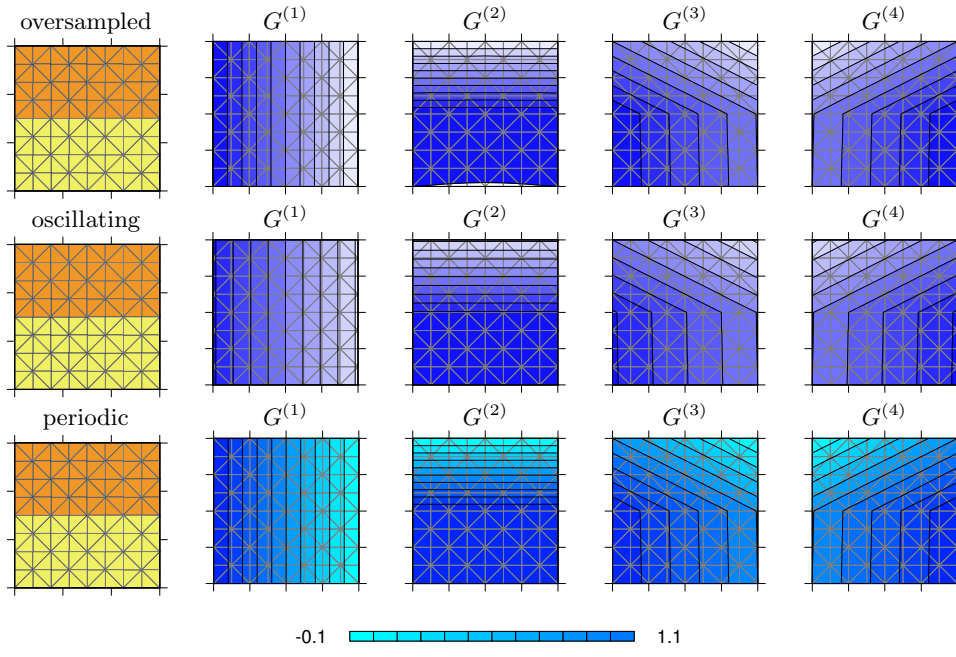 oversampled G^{(1)} G^{(2)} G^{(3)} G^{(4)}
oscillating G^{(1)} G^{(2)} G^{(3)} G^{(4)}
periodic G^{(1)} G^{(2)} G^{(3)} G^{(4)}
-0.1 1.1